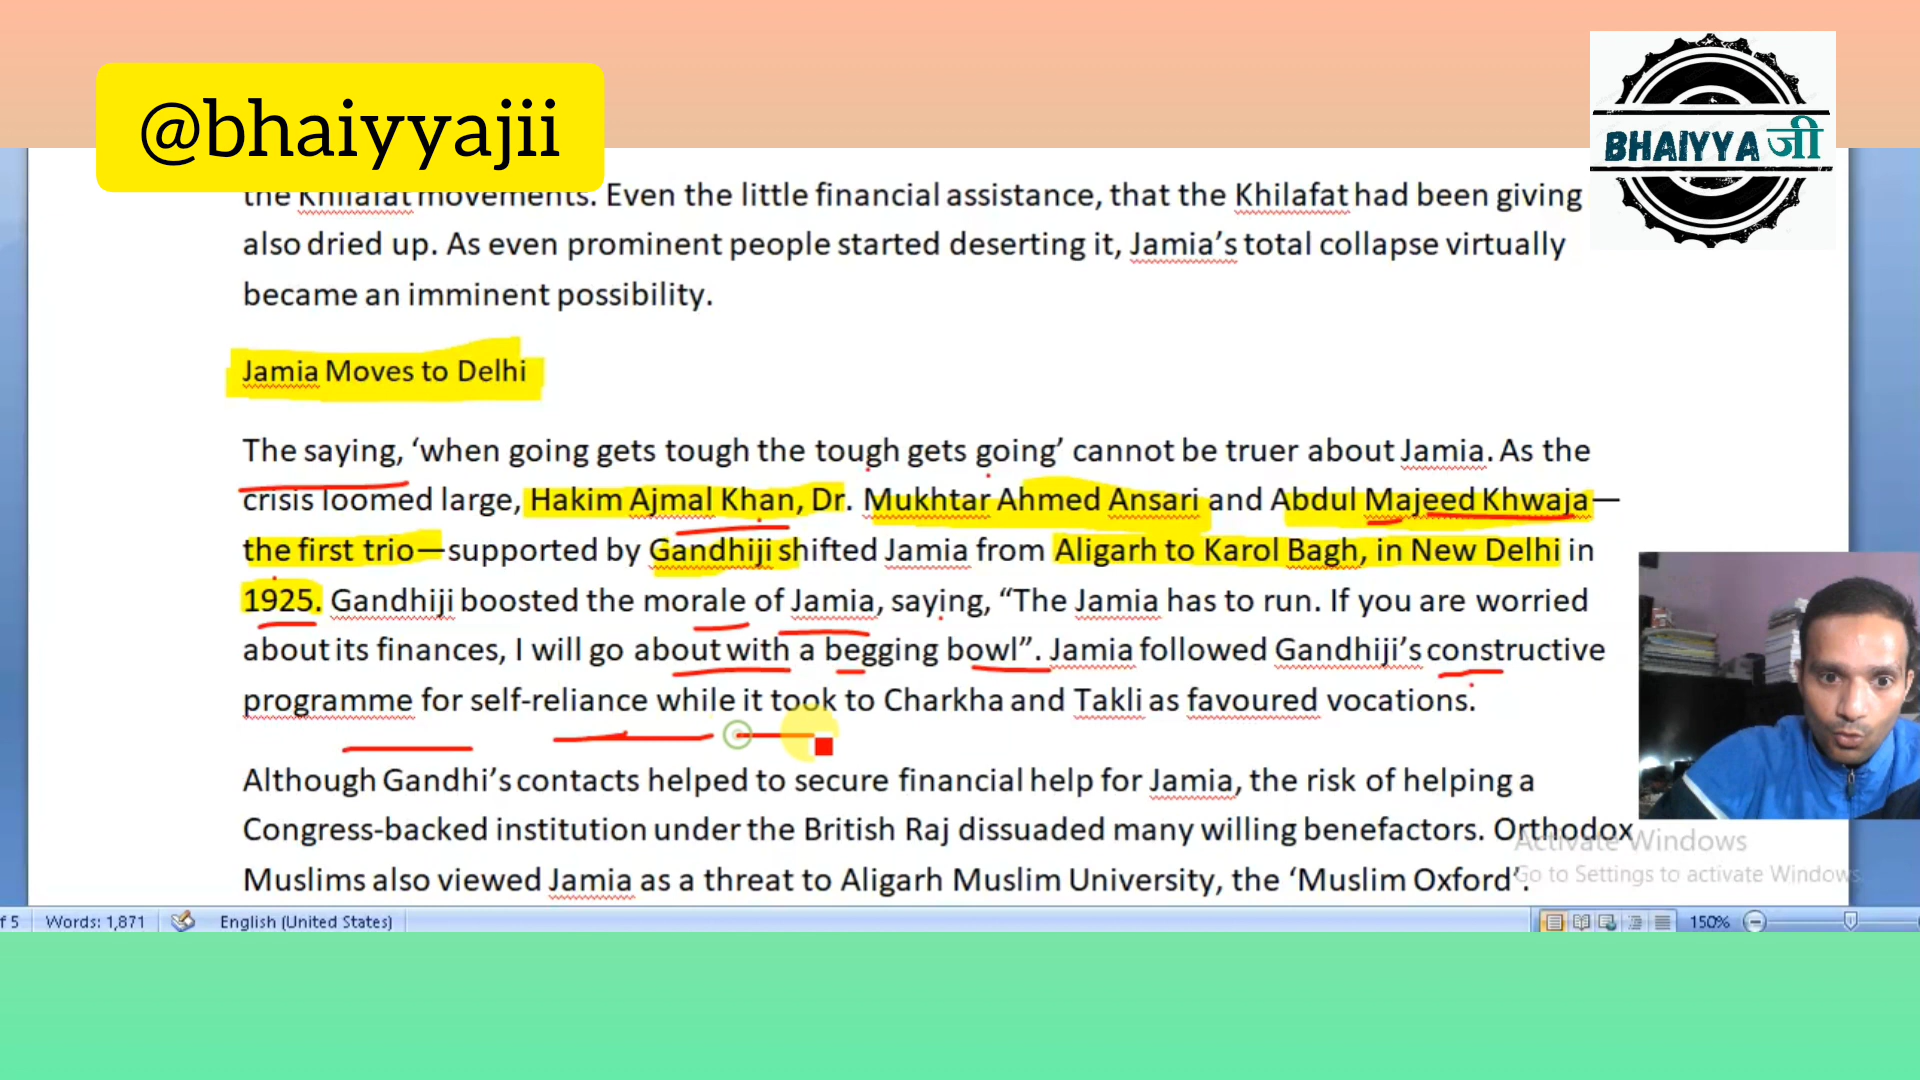 @bhaiyyajii
BHAIYYA जी
the Khilafat movements. Even the little financial assistance, that the Khilafat had been giving
also dried up. As even prominent people started deserting it, Jamia’s total collapse virtually
became an imminent possibility.
Jamia Moves to Delhi
The saying, ‘when going gets tough the tough gets going’ cannot be truer about Jamia. As the
crisis loomed large, Hakim Ajmal Khan, Dr. Mukhtar Ahmed Ansari and Abdul Majeed Khwaja—
the first trio—supported by Gandhiji shifted Jamia from Aligarh to Karol Bagh, in New Delhi in
1925. Gandhiji boosted the morale of Jamia, saying, “The Jamia has to run. If you are worried
about its finances, I will go about with a begging bowl”. Jamia followed Gandhiji’s constructive
programme for self-reliance while it took to Charkha and Takli as favoured vocations.
Although Gandhi’s contacts helped to secure financial help for Jamia, the risk of helping a
Congress-backed institution under the British Raj dissuaded many willing benefactors. Orthodox
Muslims also viewed Jamia as a threat to Aligarh Muslim University, the ‘Muslim Oxford’.
Activate Windows
Go to Settings to activate Windows.
f 5 Words: 1,871 English (United States) 150%